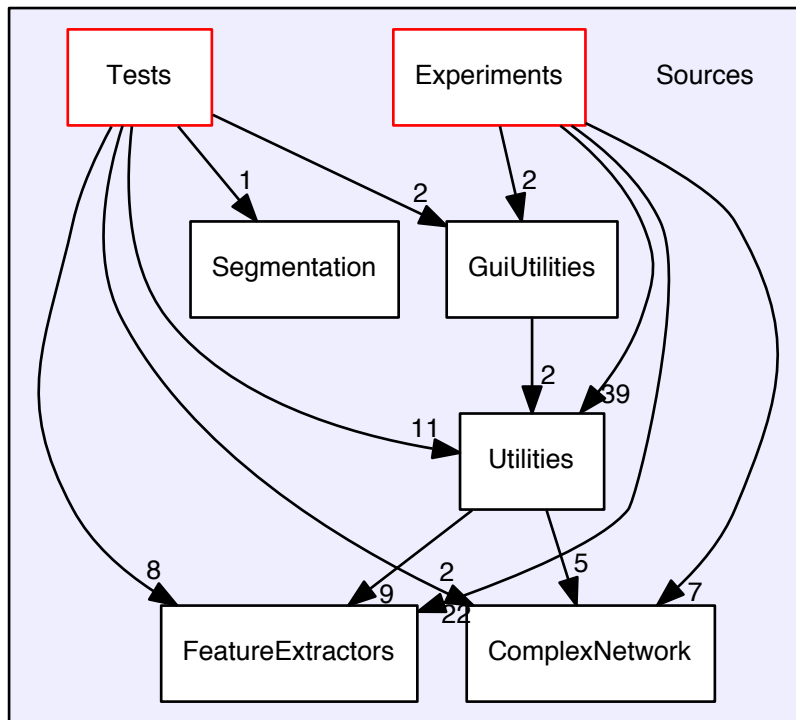 Tests
Experiments
Sources
1
2
2
Segmentation
GuiUtilities
2
39
11
Utilities
8
2
9
22
5
7
FeatureExtractors
ComplexNetwork